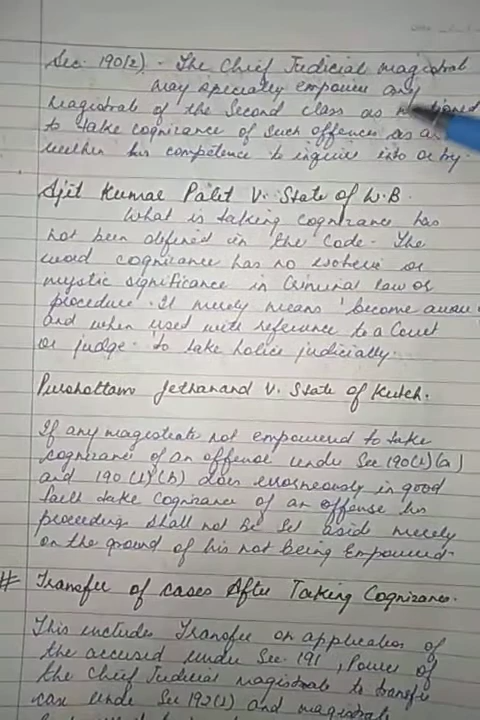 Sec. 190(2) - The Chief Judicial magistrate
may specialy empower any
Magistrate of the Second class as
to take cognizance of such offences as are
within his competence to inquire into or try.
Ajit Kumar Palit V. State of W.B.
What is taking cognizance has
not been defined in the Code. The
word cognizance has no esoteric or
mystic significance in Criminal law or
procedure. It merely means 'become aware
and when used with reference to a Court
or judge. to take notice judicially.
Purshottam Jethanand V. State of Kutch.
If any magistrate not empowered to take
cognizance of an offense under Sec 190(1)(a)
and 190(1)(b) does erroneously in good
faith take cognizance of an offense his
proceeding shall not be set aside merely
on the ground of his not being Empowered.
# Transfer of cases After Taking Cognizance.
This includes Transfer on application of
the accused under Sec. 191, Power of
the Chief Judicial magistrate to transfer
case under Sec 192(1) and magistrate